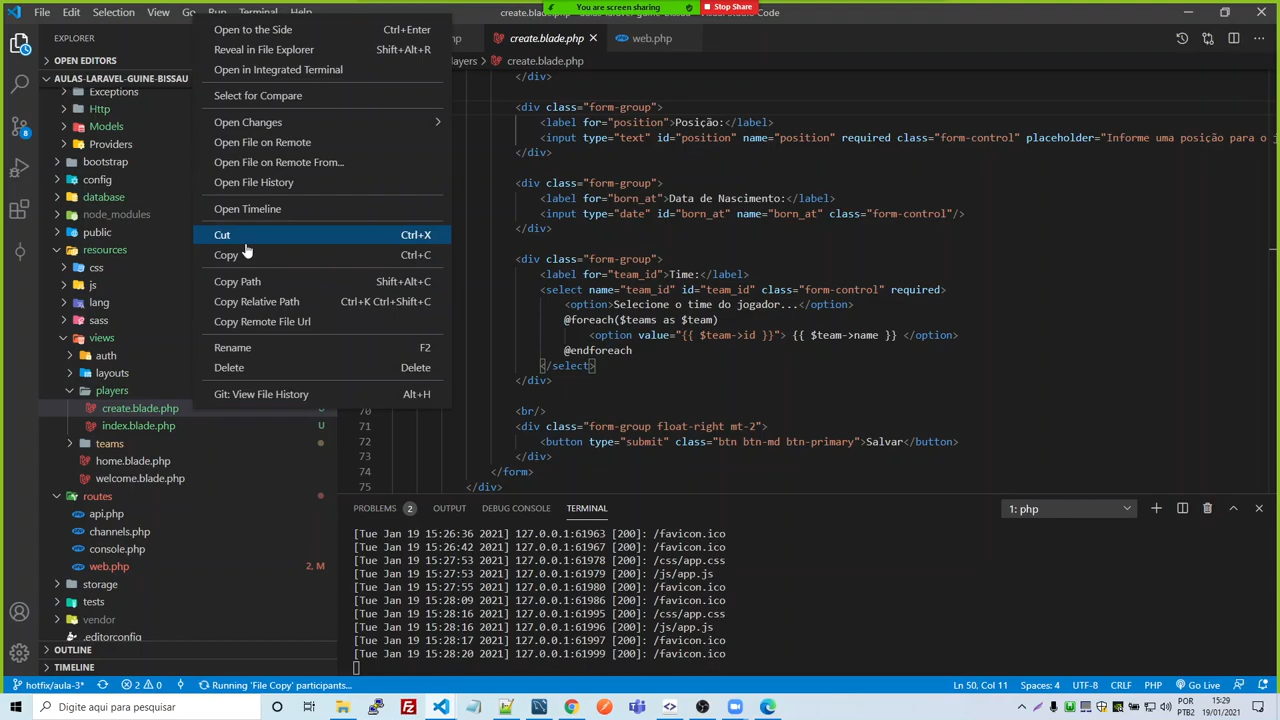 You are screen sharing
Stop Share
File Edit Selection View Go Run Terminal Help
create.blade.php - aulas-laravel-guine-bissau
Studio Code
EXPLORER
OPEN EDITORS
AULAS-LARAVEL-GUINE-BISSAU
Exceptions
Http
Models
Providers
bootstrap
config
database
node_modules
public
resources
css
js
lang
sass
views
auth
layouts
players
create.blade.php U
index.blade.php U
teams
home.blade.php
welcome.blade.php
routes
api.php
channels.php
console.php
web.php 2, M
storage
tests
vendor
.editorconfig
OUTLINE
TIMELINE
Open to the Side Ctrl+Enter
Reveal in File Explorer Shift+Alt+R
Open in Integrated Terminal
Select for Compare
Open Changes
Open File on Remote
Open File on Remote From...
Open File History
Open Timeline
Cut Ctrl+X
Copy Ctrl+C
Copy Path Shift+Alt+C
Copy Relative Path Ctrl+K Ctrl+Shift+C
Copy Remote File Url
Rename F2
Delete Delete
Git: View File History Alt+H
create.blade.php
web.php
create.blade.php
</div>
<div class="form-group">
<label for="position">Posição:</label>
<input type="text" id="position" name="position" required class="form-control" placeholder="Informe uma posição para o
</div>
<div class="form-group">
<label for="born_at">Data de Nascimento:</label>
<input type="date" id="born_at" name="born_at" class="form-control"/>
</div>
<div class="form-group">
<label for="team_id">Time:</label>
<select name="team_id" id="team_id" class="form-control" required>
<option>Selecione o time do jogador...</option>
@foreach($teams as $team)
<option value="{{ $team->id }}"> {{ $team->name }} </option>
@endforeach
</select>
</div>
70 <br/>
71 <div class="form-group float-right mt-2">
72 <button type="submit" class="btn btn-md btn-primary">Salvar</button>
73 </div>
74 </form>
75 </div>
PROBLEMS 2 OUTPUT DEBUG CONSOLE TERMINAL 1: php
[Tue Jan 19 15:26:36 2021] 127.0.0.1:61963 [200]: /favicon.ico
[Tue Jan 19 15:26:42 2021] 127.0.0.1:61967 [200]: /favicon.ico
[Tue Jan 19 15:27:53 2021] 127.0.0.1:61978 [200]: /css/app.css
[Tue Jan 19 15:27:53 2021] 127.0.0.1:61979 [200]: /js/app.js
[Tue Jan 19 15:27:55 2021] 127.0.0.1:61980 [200]: /favicon.ico
[Tue Jan 19 15:28:09 2021] 127.0.0.1:61986 [200]: /favicon.ico
[Tue Jan 19 15:28:16 2021] 127.0.0.1:61995 [200]: /css/app.css
[Tue Jan 19 15:28:16 2021] 127.0.0.1:61996 [200]: /js/app.js
[Tue Jan 19 15:28:17 2021] 127.0.0.1:61997 [200]: /favicon.ico
[Tue Jan 19 15:28:20 2021] 127.0.0.1:61999 [200]: /favicon.ico
hotfix/aula-3* 2 0 Running 'File Copy' participants... Ln 50, Col 11 Spaces: 4 UTF-8 CRLF PHP Go Live
Digite aqui para pesquisar
POR
PTB2
15:29
19/01/2021